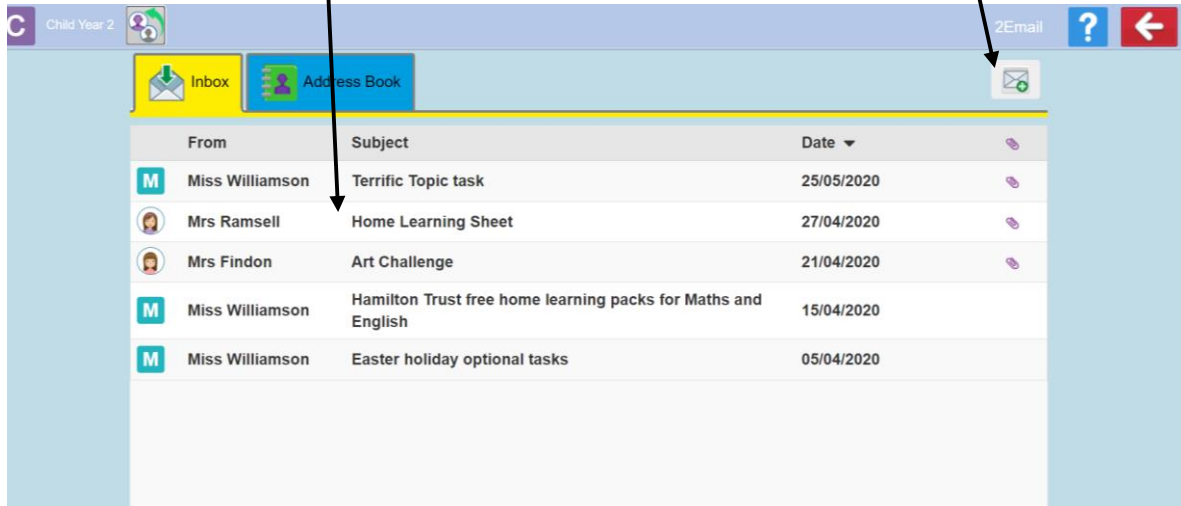 C Child Year 2 2Email ?
Inbox Address Book
From Subject Date
M Miss Williamson Terrific Topic task 25/05/2020
Mrs Ramsell Home Learning Sheet 27/04/2020
Mrs Findon Art Challenge 21/04/2020
M Miss Williamson Hamilton Trust free home learning packs for Maths and English 15/04/2020
M Miss Williamson Easter holiday optional tasks 05/04/2020